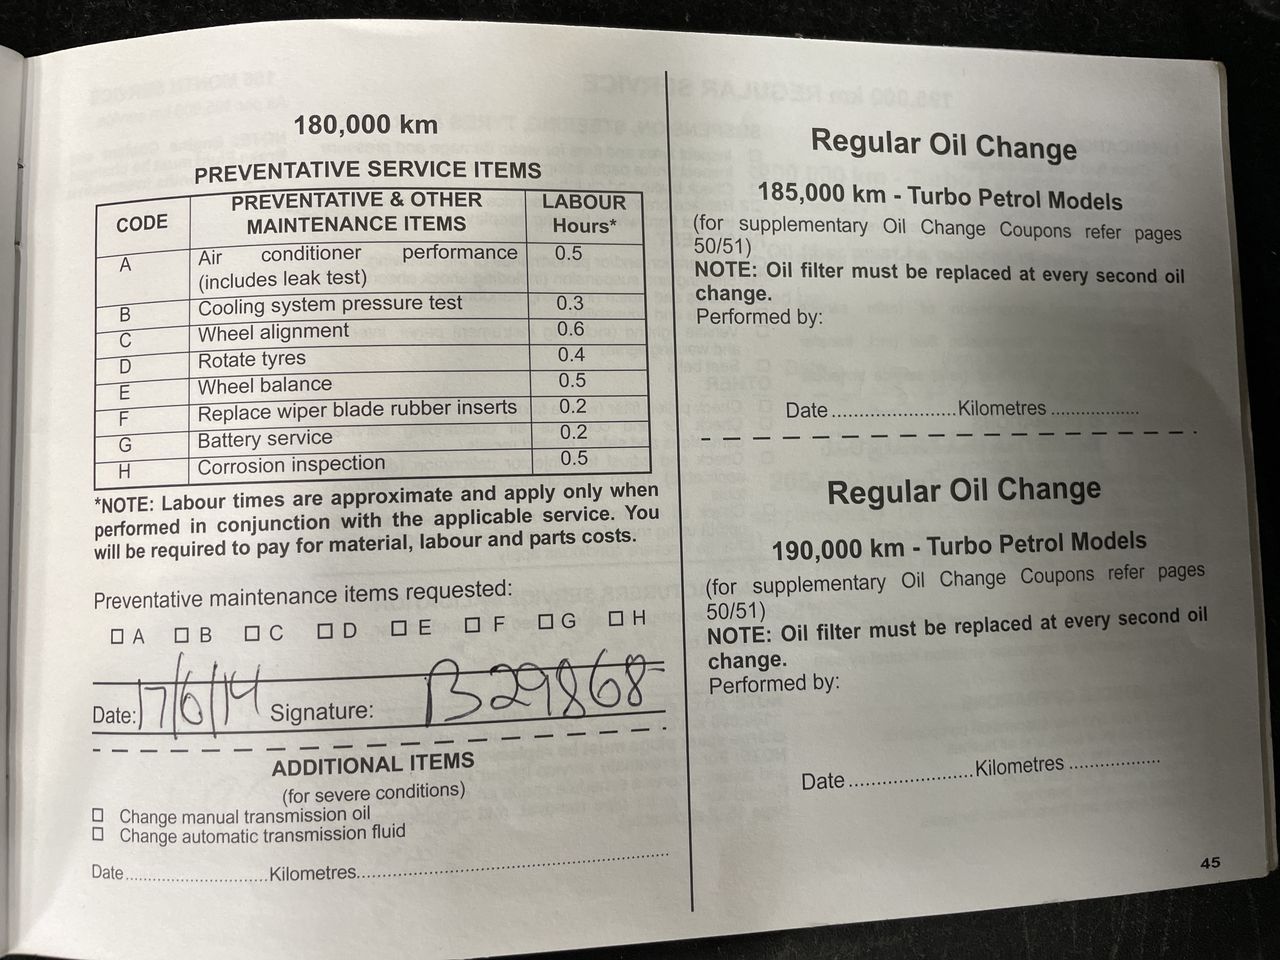 180,000 km
PREVENTATIVE SERVICE ITEMS
CODE PREVENTATIVE & OTHER MAINTENANCE ITEMS LABOUR Hours*
A Air conditioner performance (includes leak test) 0.5
B Cooling system pressure test 0.3
C Wheel alignment 0.6
D Rotate tyres 0.4
E Wheel balance 0.5
F Replace wiper blade rubber inserts 0.2
G Battery service 0.2
H Corrosion inspection 0.5
*NOTE: Labour times are approximate and apply only when
performed in conjunction with the applicable service. You
will be required to pay for material, labour and parts costs.
Preventative maintenance items requested:
☐ A ☐ B ☐ C ☐ D ☐ E ☐ F ☐ G ☐ H
Date: 17/6/14 Signature: B29868
ADDITIONAL ITEMS
(for severe conditions)
☐ Change manual transmission oil
☐ Change automatic transmission fluid
Date............................Kilometres..............................................................
Regular Oil Change
185,000 km - Turbo Petrol Models
(for supplementary Oil Change Coupons refer pages
50/51)
NOTE: Oil filter must be replaced at every second oil
change.
Performed by:
Date.........................Kilometres..................
Regular Oil Change
190,000 km - Turbo Petrol Models
(for supplementary Oil Change Coupons refer pages
50/51)
NOTE: Oil filter must be replaced at every second oil
change.
Performed by:
Date.........................Kilometres..................
45